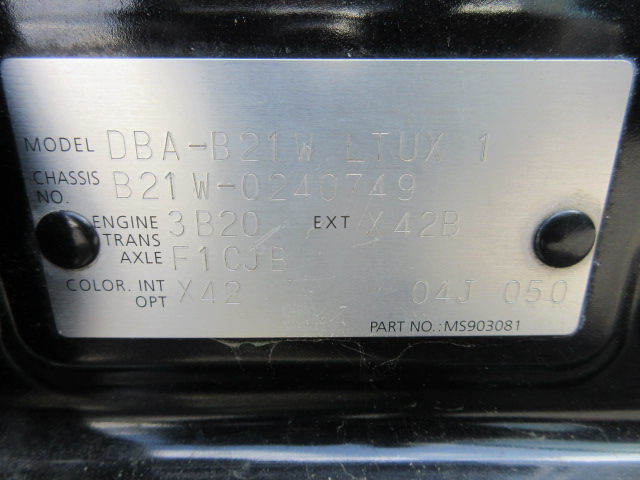 MODEL DBA-B21W LTUX 1
CHASSIS NO. B21W-0240749
ENGINE 3B20 EXT X42B
TRANS AXLE F1CJB
COLOR. INT OPT X42 04J 050
PART NO.:MS903081